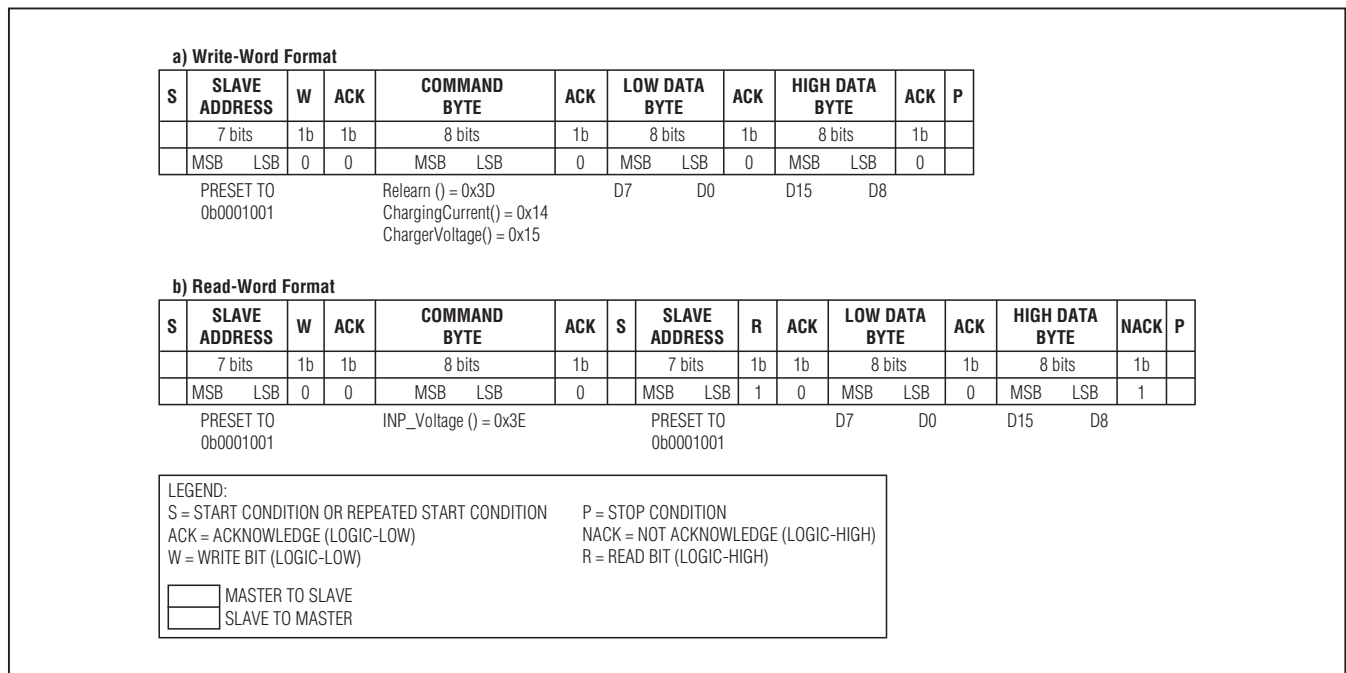 a) Write-Word Format
S SLAVE ADDRESS W ACK COMMAND BYTE ACK LOW DATA BYTE ACK HIGH DATA BYTE ACK P
7 bits 1b 1b 8 bits 1b 8 bits 1b 8 bits 1b
MSB LSB 0 0 MSB LSB 0 MSB LSB 0 MSB LSB 0
PRESET TO Relearn () = 0x3D D7 D0 D15 D8
0b0001001 ChargingCurrent() = 0x14
ChargerVoltage() = 0x15
b) Read-Word Format
S SLAVE ADDRESS W ACK COMMAND BYTE ACK S SLAVE ADDRESS R ACK LOW DATA BYTE ACK HIGH DATA BYTE NACK P
7 bits 1b 1b 8 bits 1b 7 bits 1b 1b 8 bits 1b 8 bits 1b
MSB LSB 0 0 MSB LSB 0 MSB LSB 1 0 MSB LSB 0 MSB LSB 1
PRESET TO INP_Voltage () = 0x3E PRESET TO D7 D0 D15 D8
0b0001001 0b0001001
LEGEND:
S = START CONDITION OR REPEATED START CONDITION P = STOP CONDITION
ACK = ACKNOWLEDGE (LOGIC-LOW) NACK = NOT ACKNOWLEDGE (LOGIC-HIGH)
W = WRITE BIT (LOGIC-LOW) R = READ BIT (LOGIC-HIGH)
MASTER TO SLAVE
SLAVE TO MASTER